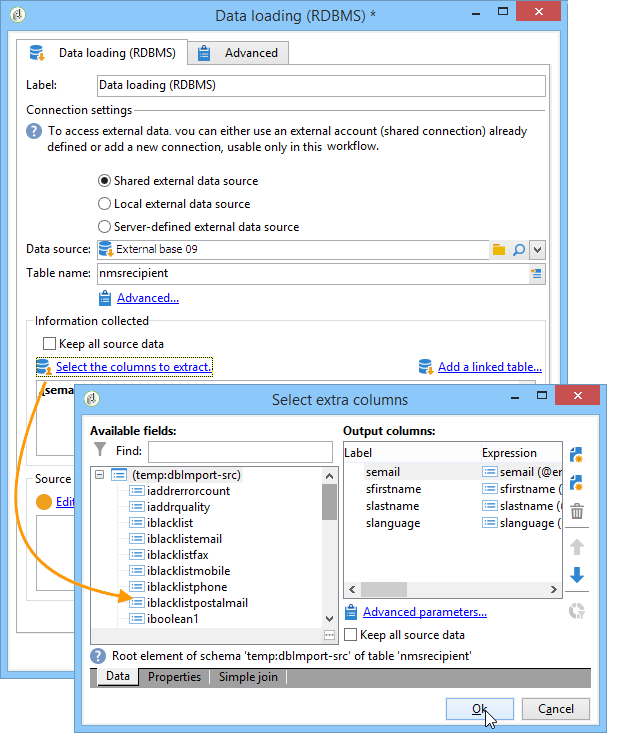 Data loading (RDBMS) *
Data loading (RDBMS)
Advanced
Label:
Data loading (RDBMS)
Connection settings
To access external data. you can either use an external account (shared connection) already
defined or add a new connection, usable only in this workflow.
Shared external data source
Local external data source
Server-defined external data source
Data source:
External base 09
Table name:
nmsrecipient
Advanced...
Information collected
Keep all source data
Select the columns to extract.
Add a linked table...
[sema
Source
Edit
Select extra columns
Available fields:
Find:
(temp:dbImport-src)
iaddrerrorcount
iaddrquality
iblacklist
iblacklistemail
iblacklistfax
iblacklistmobile
iblacklistphone
iblacklistpostalmail
iboolean1
Output columns:
Label Expression
semail semail (@en
sfirstname sfirstname (
slastname slastname (
slanguage slanguage (
Advanced parameters...
Keep all source data
Root element of schema 'temp:dbImport-src' of table 'nmsrecipient'
Data Properties Simple join
Ok Cancel